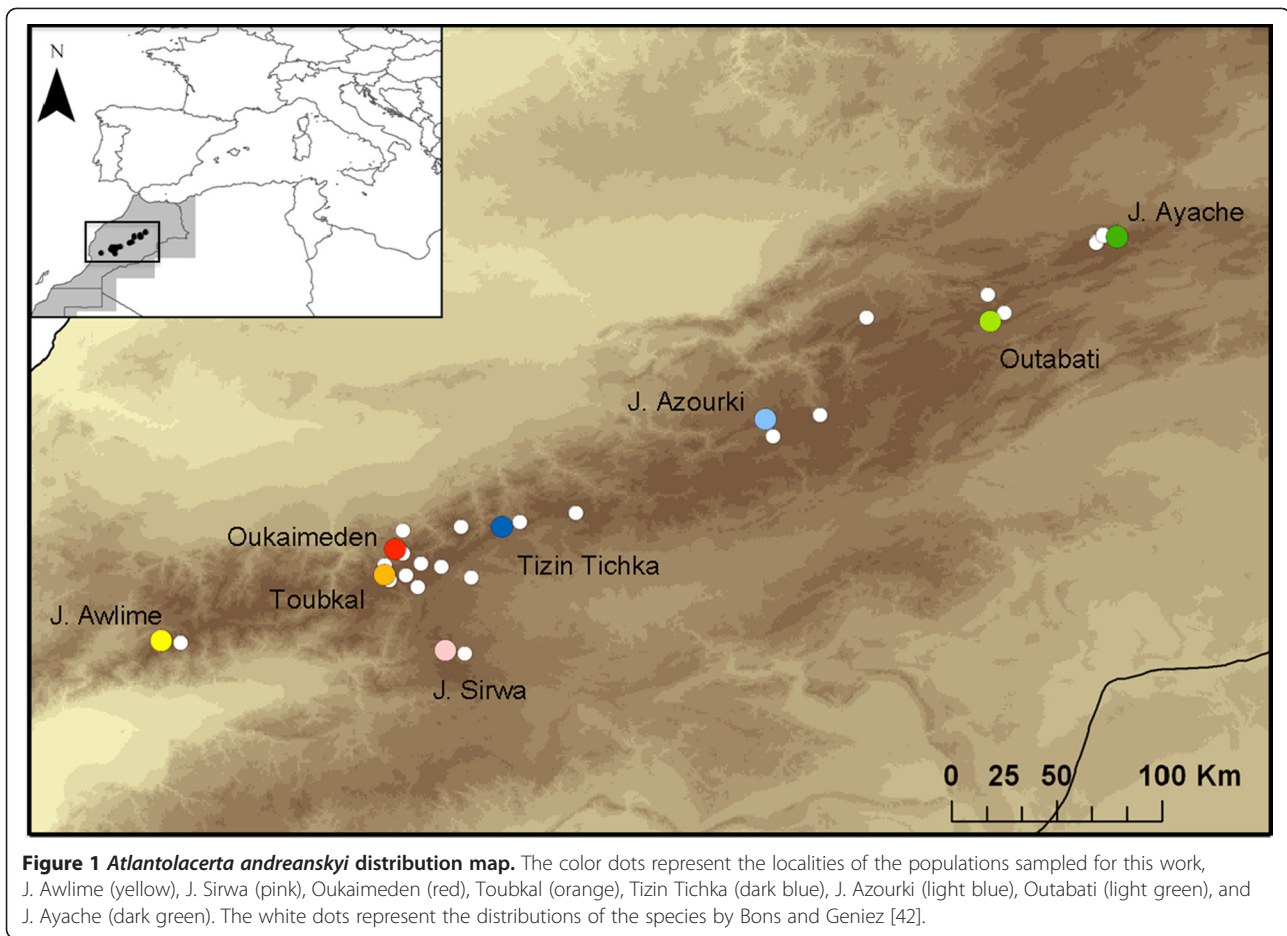 N
J. Ayache
Outabati
J. Azourki
Oukaimeden
Tizin Tichka
Toubkal
J. Awlime
J. Sirwa
0 25 50 100 Km
Figure 1 Atlantolacerta andreanskyi distribution map. The color dots represent the localities of the populations sampled for this work,
J. Awlime (yellow), J. Sirwa (pink), Oukaimeden (red), Toubkal (orange), Tizin Tichka (dark blue), J. Azourki (light blue), Outabati (light green), and
J. Ayache (dark green). The white dots represent the distributions of the species by Bons and Geniez [42].